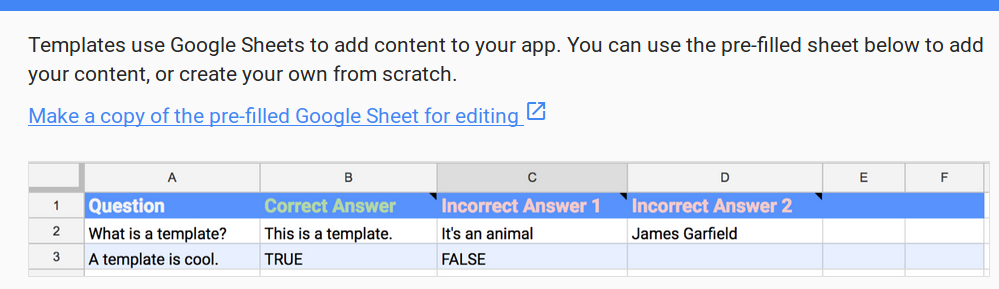 Templates use Google Sheets to add content to your app. You can use the pre-filled sheet below to add
your content, or create your own from scratch.
Make a copy of the pre-filled Google Sheet for editing
A B C D E F
1 Question Correct Answer Incorrect Answer 1 Incorrect Answer 2
2 What is a template? This is a template. It's an animal James Garfield
3 A template is cool. TRUE FALSE